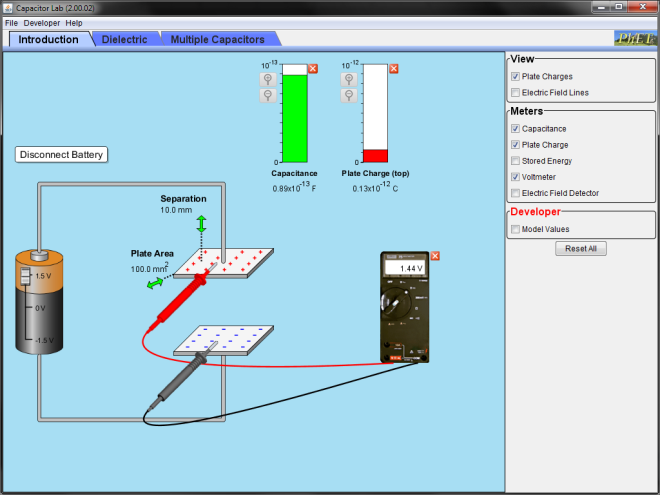 Capacitor Lab (2.00.02)
File Developer Help
Introduction Dielectric Multiple Capacitors
PhET
View
Plate Charges
Electric Field Lines
Meters
Capacitance
Plate Charge
Stored Energy
Voltmeter
Electric Field Detector
Developer
Model Values
Reset All
10-13
0
Capacitance
0.89x10-13 F
10-12
0
Plate Charge (top)
0.13x10-12 C
Disconnect Battery
Separation
10.0 mm
Plate Area
100.0 mm2
1.5 V
0 V
-1.5 V
1.44 V